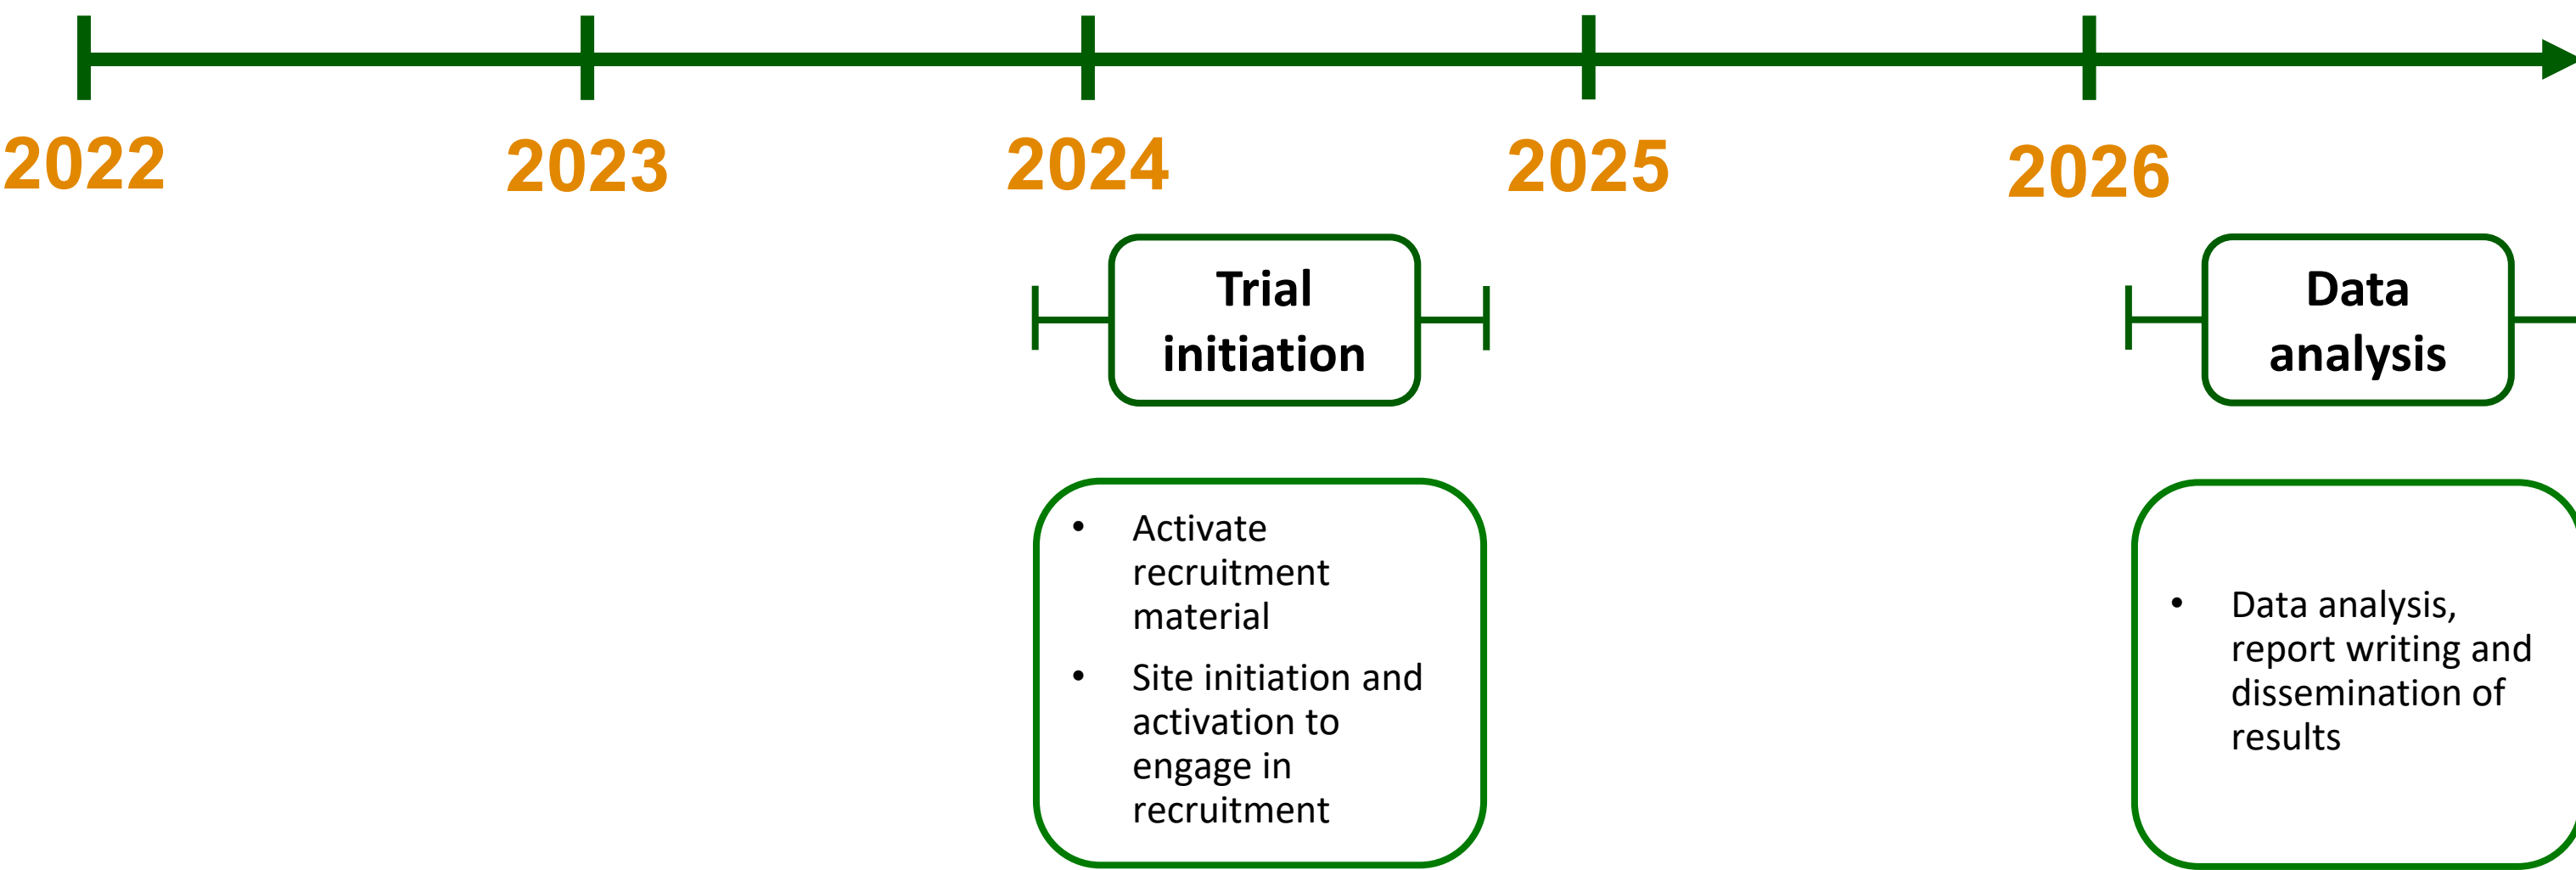 2022 2023 2024 2025 2026
Trial
initiation
Data
analysis
• Activate
recruitment
material
• Site initiation and
activation to
engage in
recruitment
• Data analysis,
report writing and
dissemination of
results